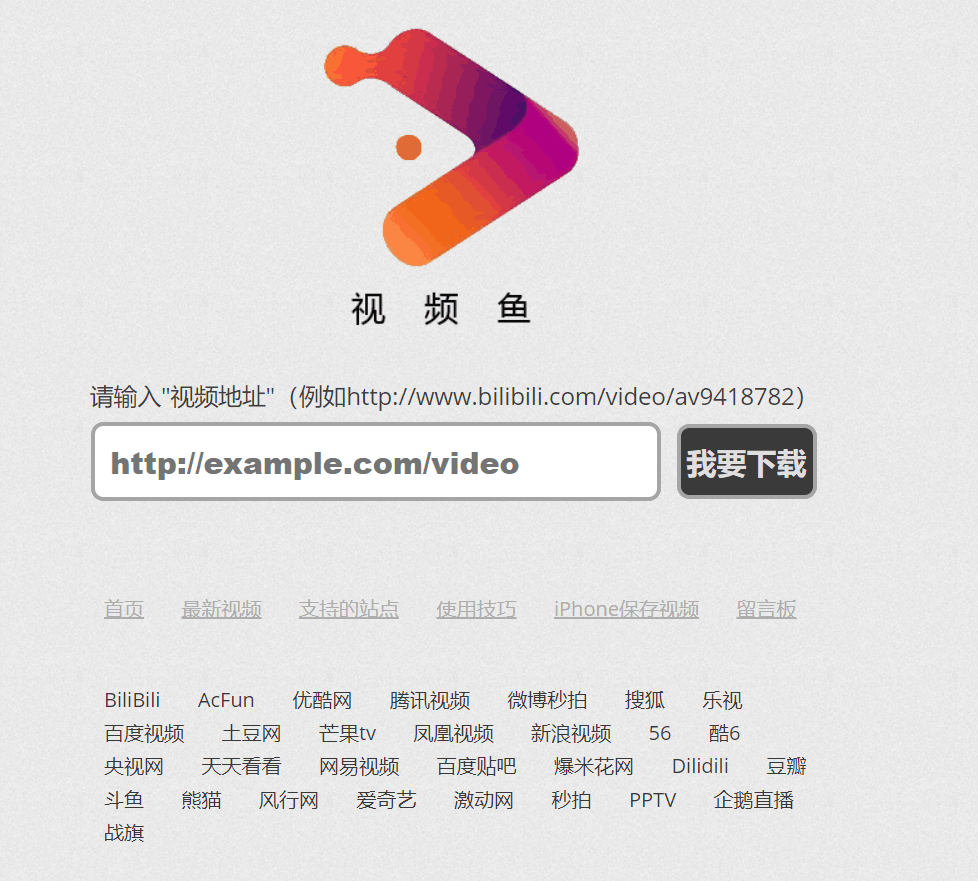 视 频 鱼
请输入"视频地址"（例如http://www.bilibili.com/video/av9418782）
http://example.com/video 我要下载
首页 最新视频 支持的站点 使用技巧 iPhone保存视频 留言板
BiliBili AcFun 优酷网 腾讯视频 微博秒拍 搜狐 乐视
百度视频 土豆网 芒果tv 凤凰视频 新浪视频 56 酷6
央视网 天天看看 网易视频 百度贴吧 爆米花网 Dilidili 豆瓣
斗鱼 熊猫 风行网 爱奇艺 激动网 秒拍 PPTV 企鹅直播
战旗